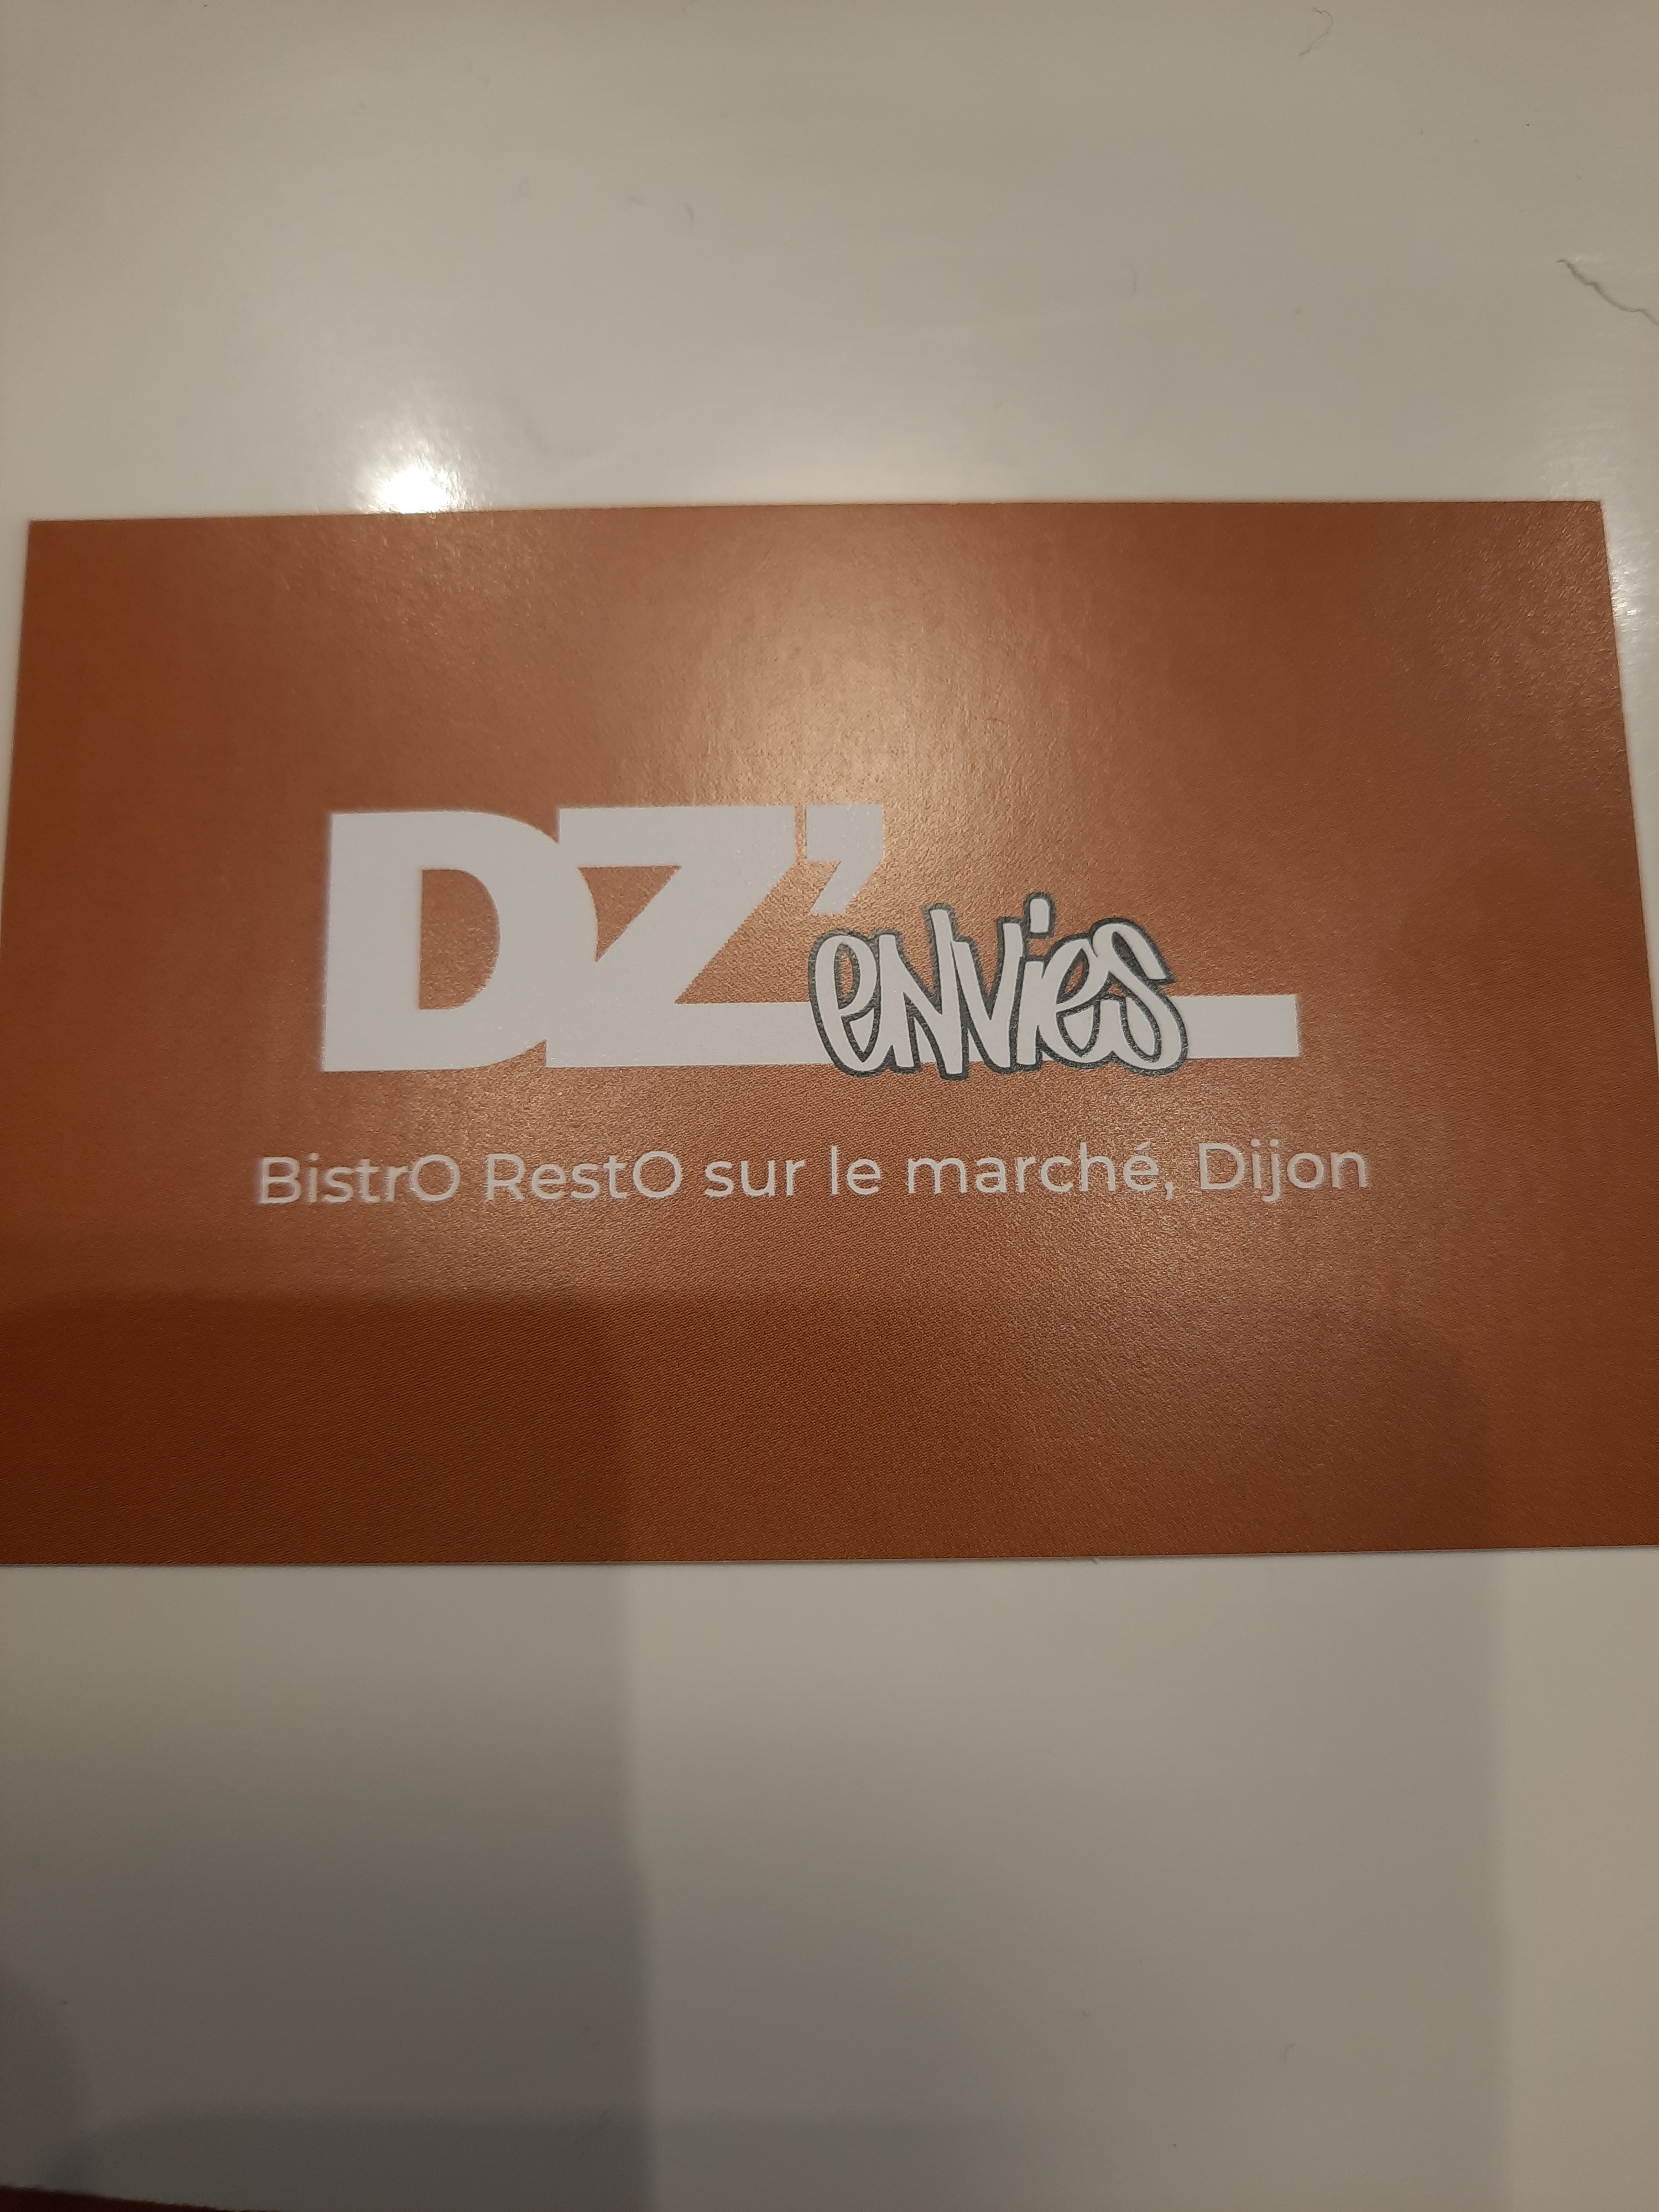 DZ'envies
BistrO RestO sur le marché, Dijon